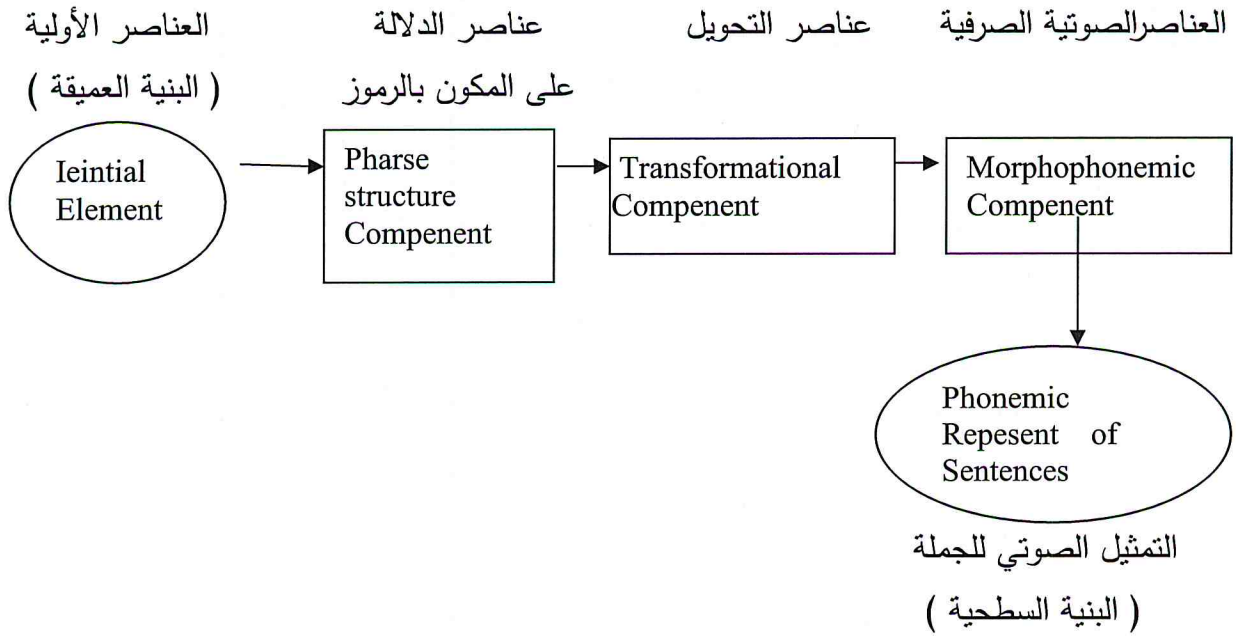 العناصر الأولية
( البنية العميقة )
عناصر الدلالة
على المكون بالرموز
عناصر التحويل
العناصرالصوتية الصرفية
Ieintial
Element
Pharse
structure
Compenent
Transformational
Compenent
Morphophonemic
Compenent
Phonemic
Repesent of
Sentences
التمثيل الصوتي للجملة
( البنية السطحية )